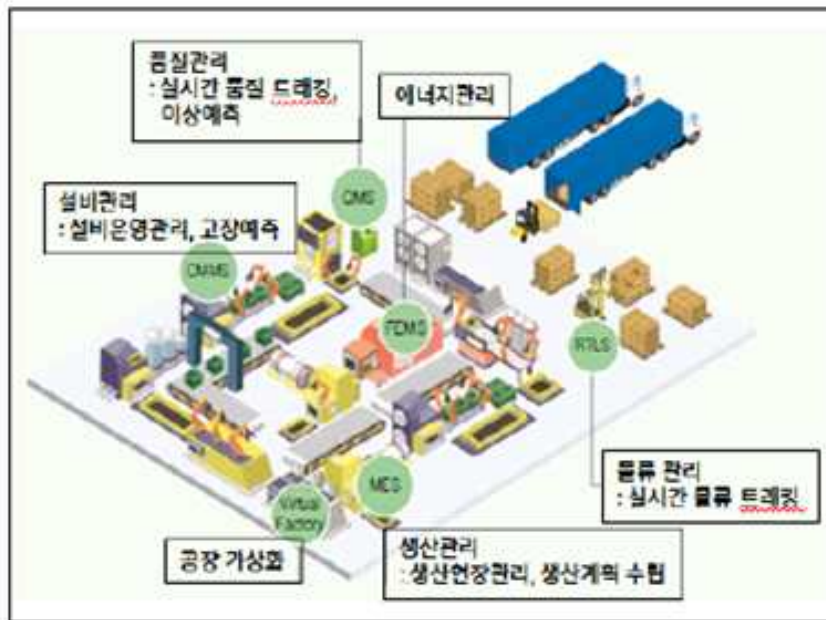 품질관리
: 실시간 품질 드래킹,
이상예측
에너지관리
QMS
설비관리
: 설비운영관리, 고장예측
CMMS
FEMS
RTLS
물류 관리
: 실시간 물류 트래킹
MES
Virtual
Factory
공장 가상화
생산관리
: 생산현장관리, 생산계획 수립